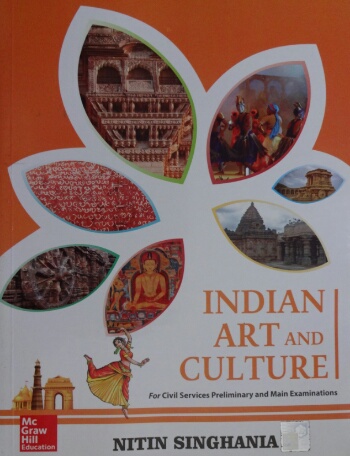 INDIAN
ART AND
CULTURE
For Civil Services Preliminary and Main Examinations
Mc
Graw
Hill
Education
NITIN SINGHANIA